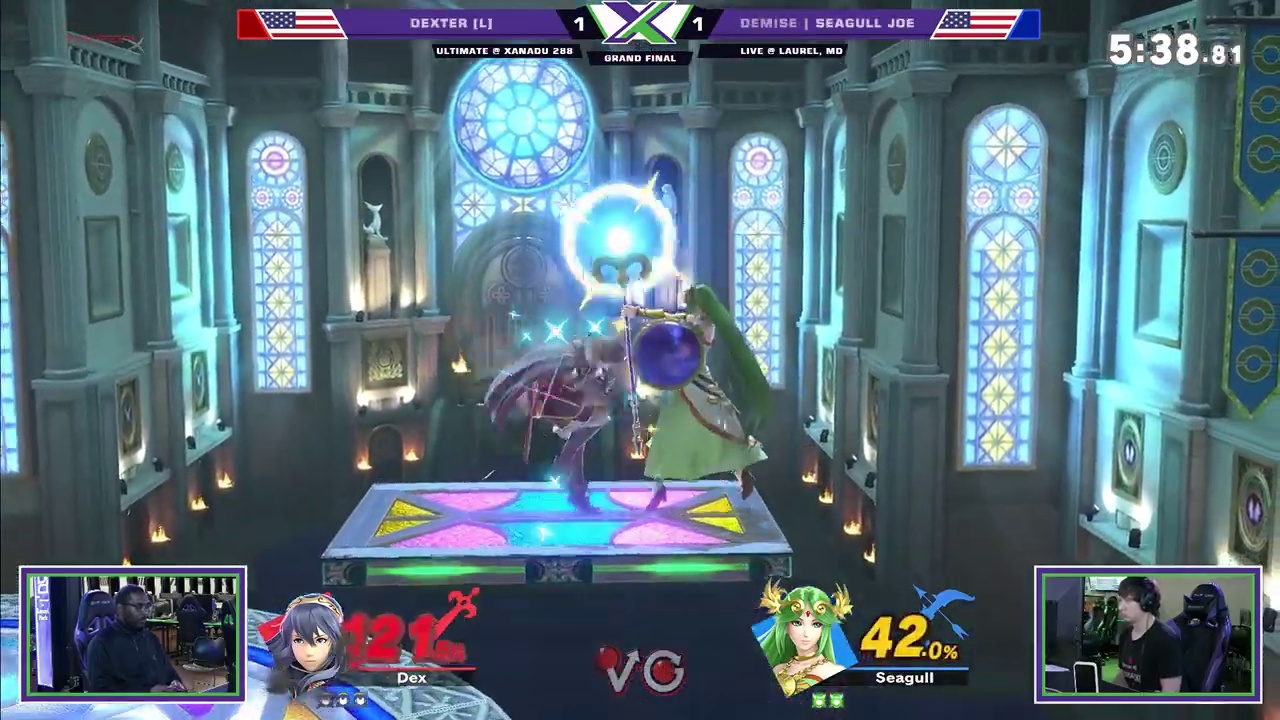 DEXTER [L] 1 1 DEMISE | SEAGULL JOE
ULTIMATE @ XANADU 288 GRAND FINAL LIVE @ LAUREL, MD
5:38.81
42.0%
Dex
VG
Seagull